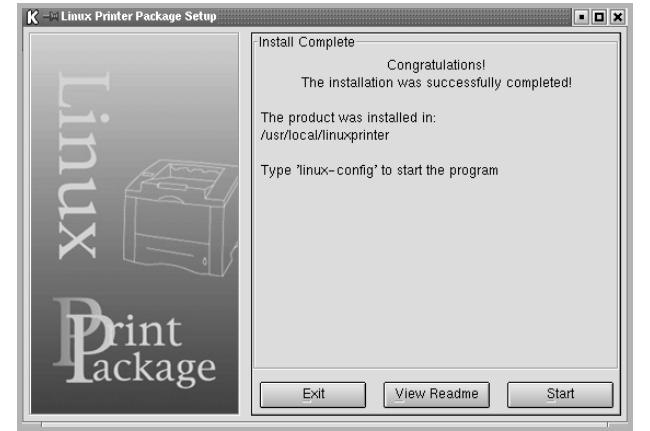 Linux Printer Package Setup
Linux
Print
Package
Install Complete
Congratulations!
The installation was successfully completed!
The product was installed in:
/usr/local/linuxprinter
Type 'linux-config' to start the program
Exit
View Readme
Start